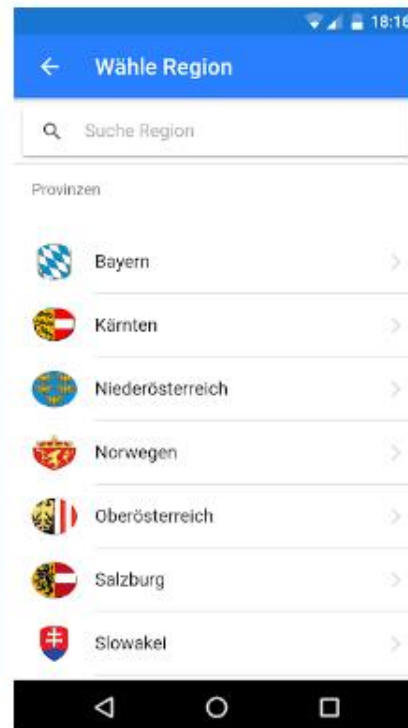 18:16
Wähle Region
Suche Region
Provinzen
Bayern
Kärnten
Niederösterreich
Norwegen
Oberösterreich
Salzburg
Slowakei